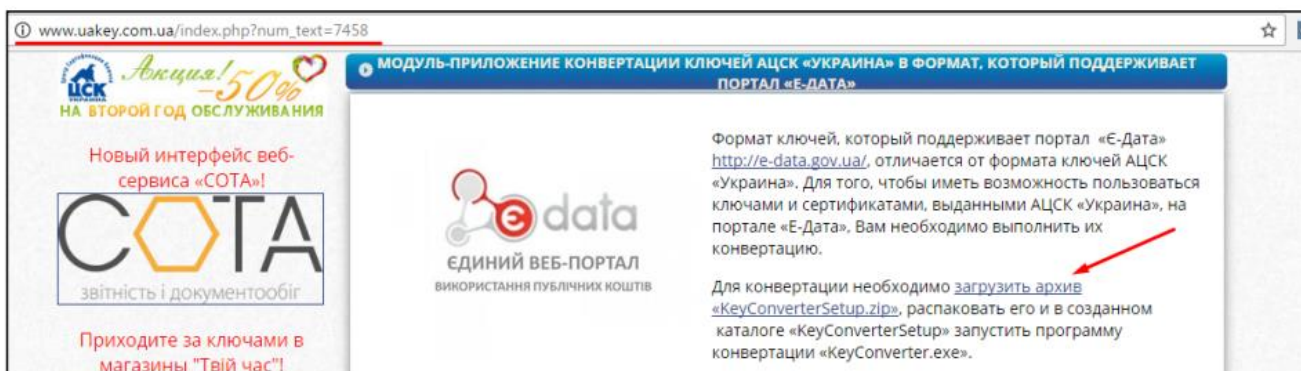 www.uakey.com.ua/index.php?num_text=7458
ЦСК
УКРАИНА
Акция!
-50%
НА ВТОРОЙ ГОД ОБСЛУЖИВАНИЯ
Новый интерфейс веб-
сервиса «СОТА»!
СОТА
звітність і документообіг
Приходите за ключами в
магазины "Твій час"!
МОДУЛЬ-ПРИЛОЖЕНИЕ КОНВЕРТАЦИИ КЛЮЧЕЙ АЦСК «УКРАИНА» В ФОРМАТ, КОТОРЫЙ ПОДДЕРЖИВАЕТ
ПОРТАЛ «Е-ДАТА»
єdata
ЄДИНИЙ ВЕБ-ПОРТАЛ
ВИКОРИСТАННЯ ПУБЛІЧНИХ КОШТІВ
Формат ключей, который поддерживает портал «Є-Дата»
http://e-data.gov.ua/, отличается от формата ключей АЦСК
«Украина». Для того, чтобы иметь возможность пользоваться
ключами и сертификатами, выданными АЦСК «Украина», на
портале «Е-Дата», Вам необходимо выполнить их
конвертацию.
Для конвертации необходимо загрузить архив
«KeyConverterSetup.zip», распаковать его и в созданном
каталоге «KeyConverterSetup» запустить программу
конвертации «KeyConverter.exe».